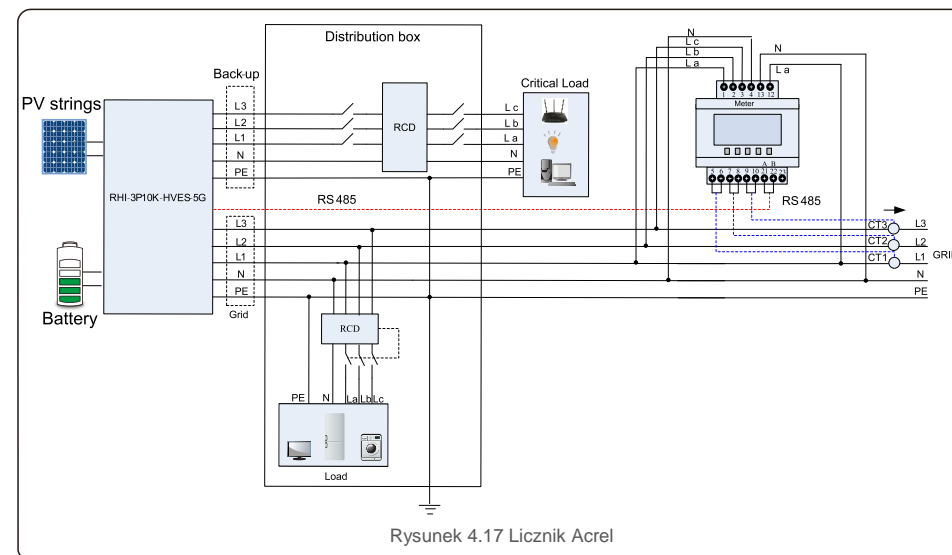 Distribution box
PV strings
RHI-3P10K-HVES-5G
Battery
Back-up
L3
L2
L1
N
PE
RCD
L c
L b
L a
N
PE
Critical Load
RS 485
L3
L2
L1
N
PE
Grid
RCD
PE N La Lb Lc
Load
N
L c
L b
L a
N
L a
1 2 3 4 13 12
Meter
A B
5 6 7 8 9 10 21 22 23
RS 485
CT3 L3
CT2 L2
CT1 L1
GRI
N
PE
Rysunek 4.17 Licznik Acrel